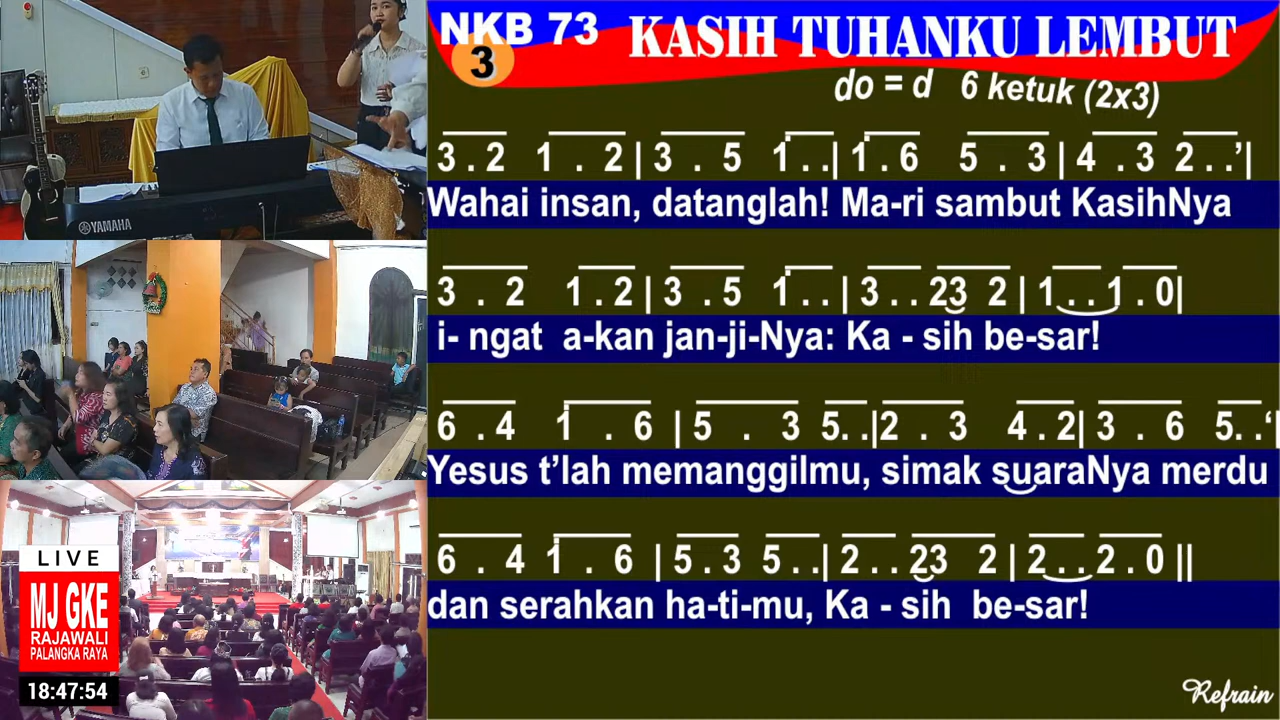 NKB 73
3
KASIH TUHANKU LEMBUT
do = d 6 ketuk (2x3)
3 . 2 1 . 2 | 3 . 5 1 . . | 1 . 6 5 . 3 | 4 . 3 2 . .’|
Wahai insan, datanglah! Ma-ri sambut KasihNya
3 . 2 1 . 2 | 3 . 5 1 . . | 3 . . 23 2 | 1 . . 1 . 0|
i- ngat a-kan jan-ji-Nya: Ka - sih be-sar!
6 . 4 1 . 6 | 5 . 3 5. .|2 . 3 4 . 2| 3 . 6 5. .‘|
Yesus t’lah memanggilmu, simak suaraNya merdu
6 . 4 1 . 6 | 5 . 3 5 . .| 2 . . 23 2 | 2 . . 2 . 0 ||
dan serahkan ha-ti-mu, Ka - sih be-sar!
Refrain
YAMAHA
LIVE
MJ GKE
RAJAWALI
PALANGKA RAYA
18:47:54